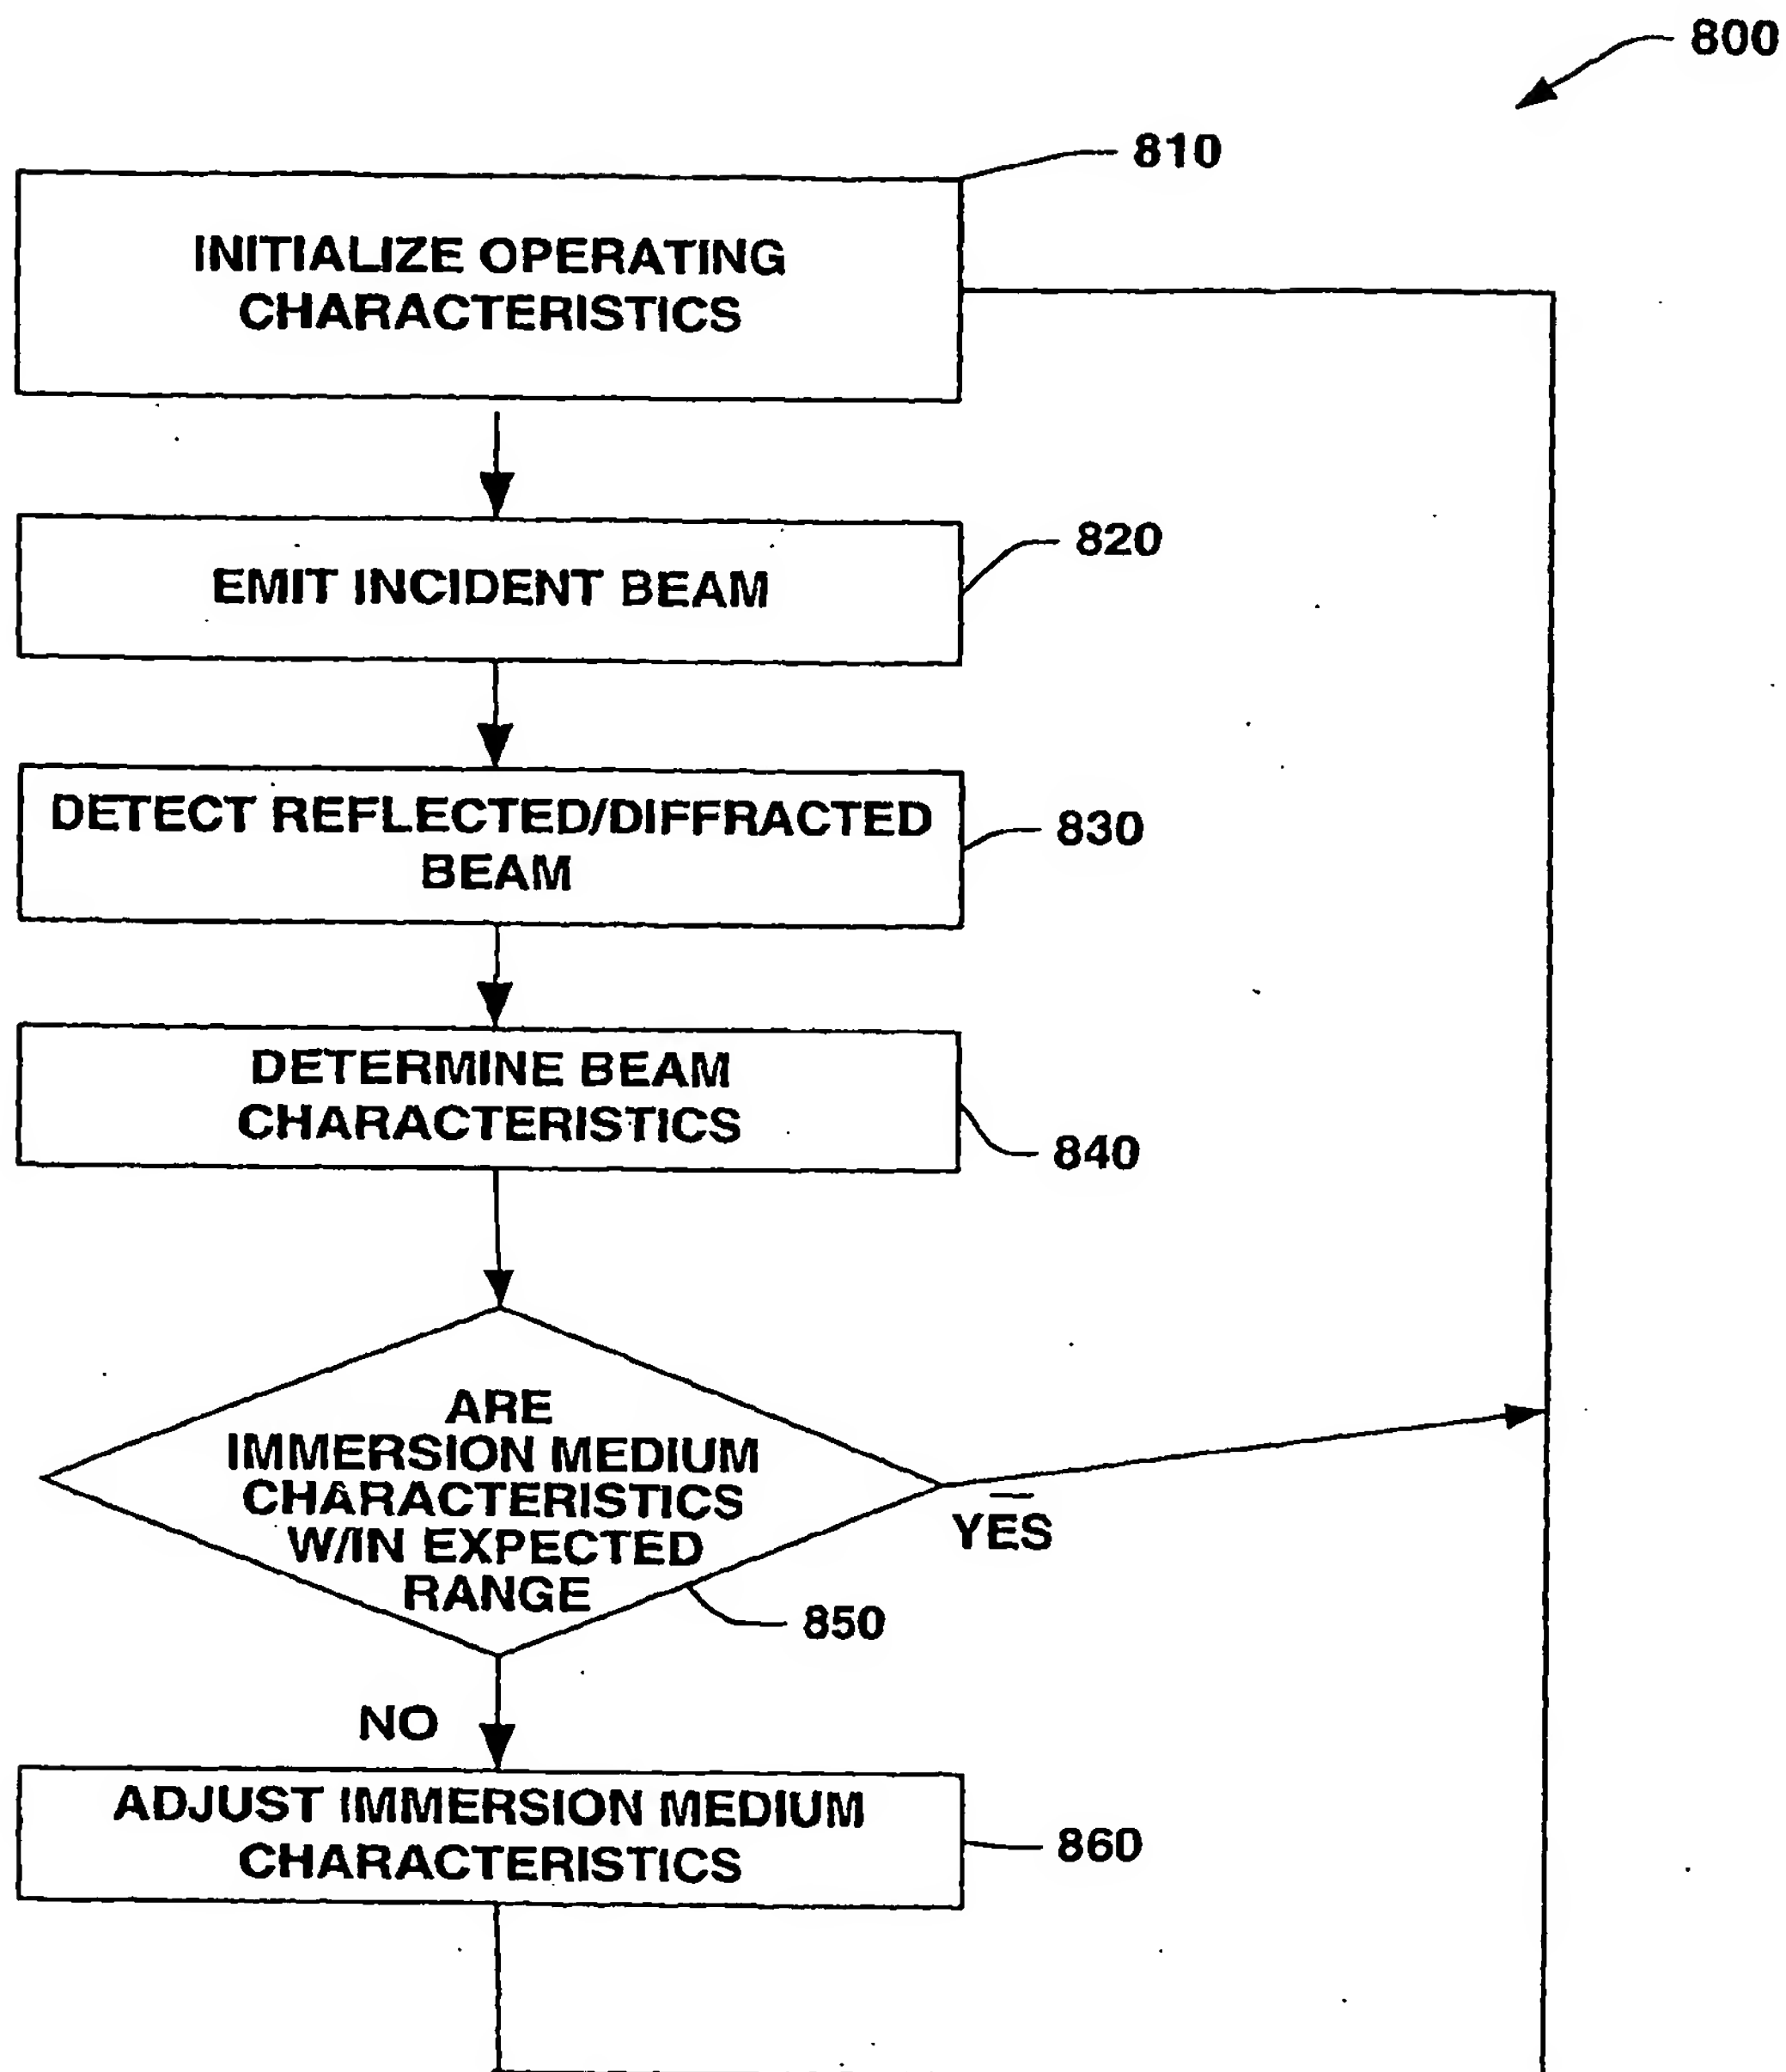 800
810
INITIALIZE OPERATING
CHARACTERISTICS
EMIT INCIDENT BEAM
820
DETECT REFLECTED/DIFFRACTED
BEAM
830
DETERMINE BEAM
CHARACTERISTICS
840
ARE
IMMERSION MEDIUM
CHARACTERISTICS
W/IN EXPECTED
RANGE
YES
850
NO
ADJUST IMMERSION MEDIUM
CHARACTERISTICS
860